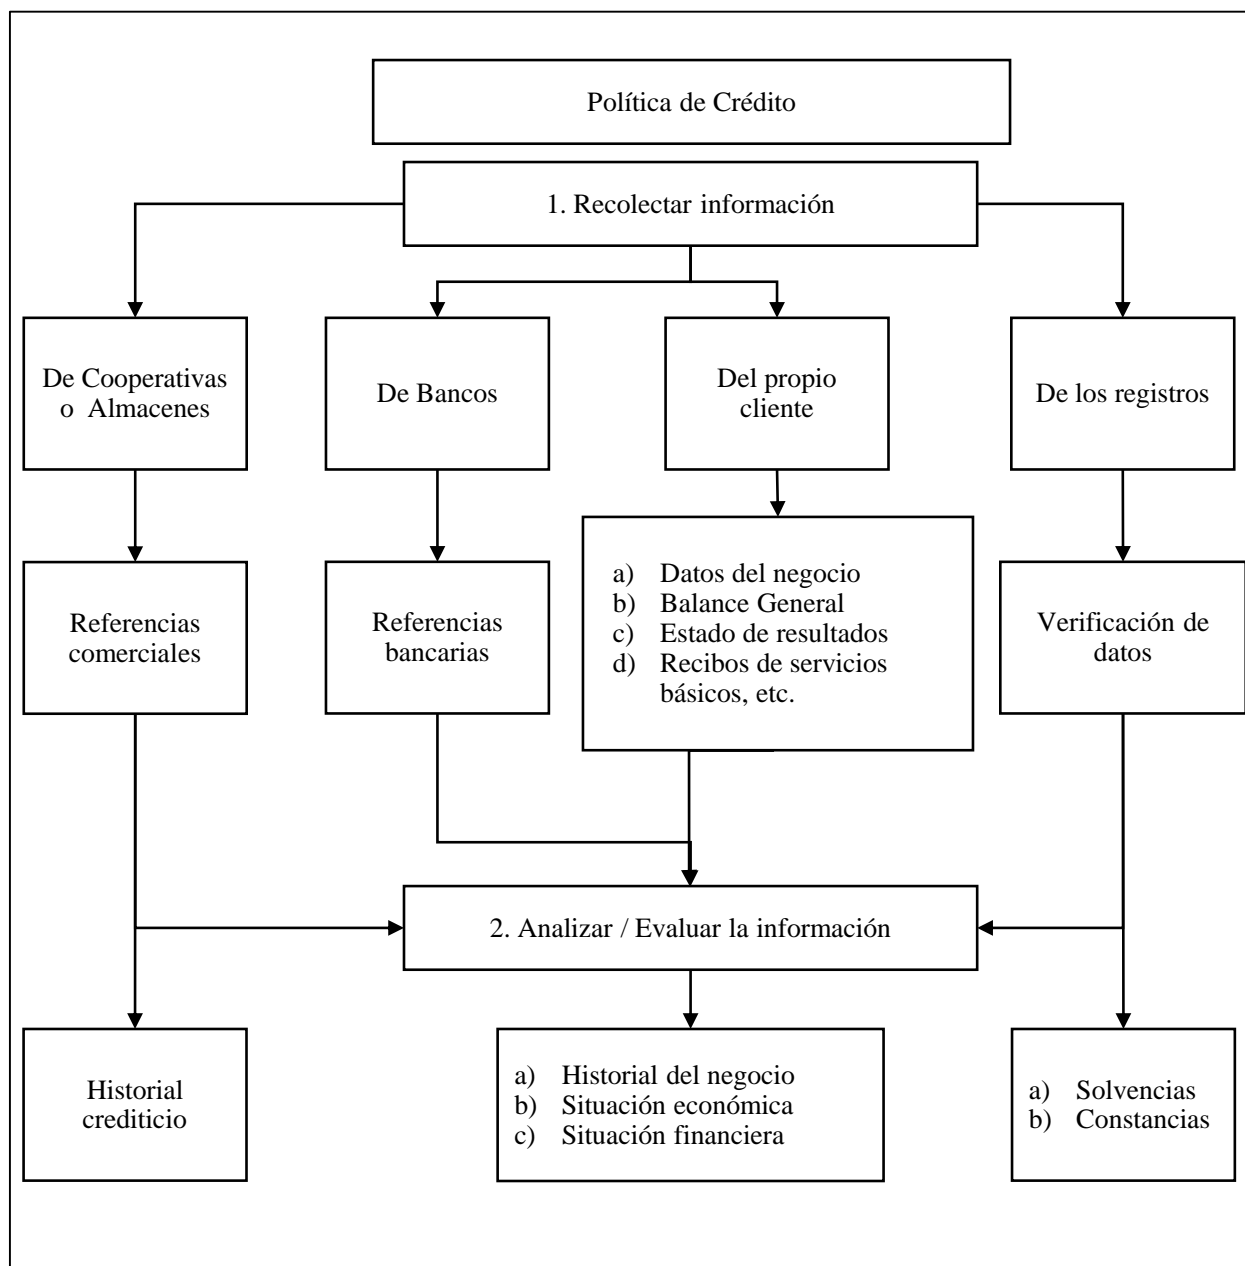 Política de Crédito
1. Recolectar información
De Cooperativas
o Almacenes
De Bancos
Del propio
cliente
De los registros
Referencias
comerciales
Referencias
bancarias
a) Datos del negocio
b) Balance General
c) Estado de resultados
d) Recibos de servicios
básicos, etc.
Verificación de
datos
2. Analizar / Evaluar la información
Historial
crediticio
a) Historial del negocio
b) Situación económica
c) Situación financiera
a) Solvencias
b) Constancias